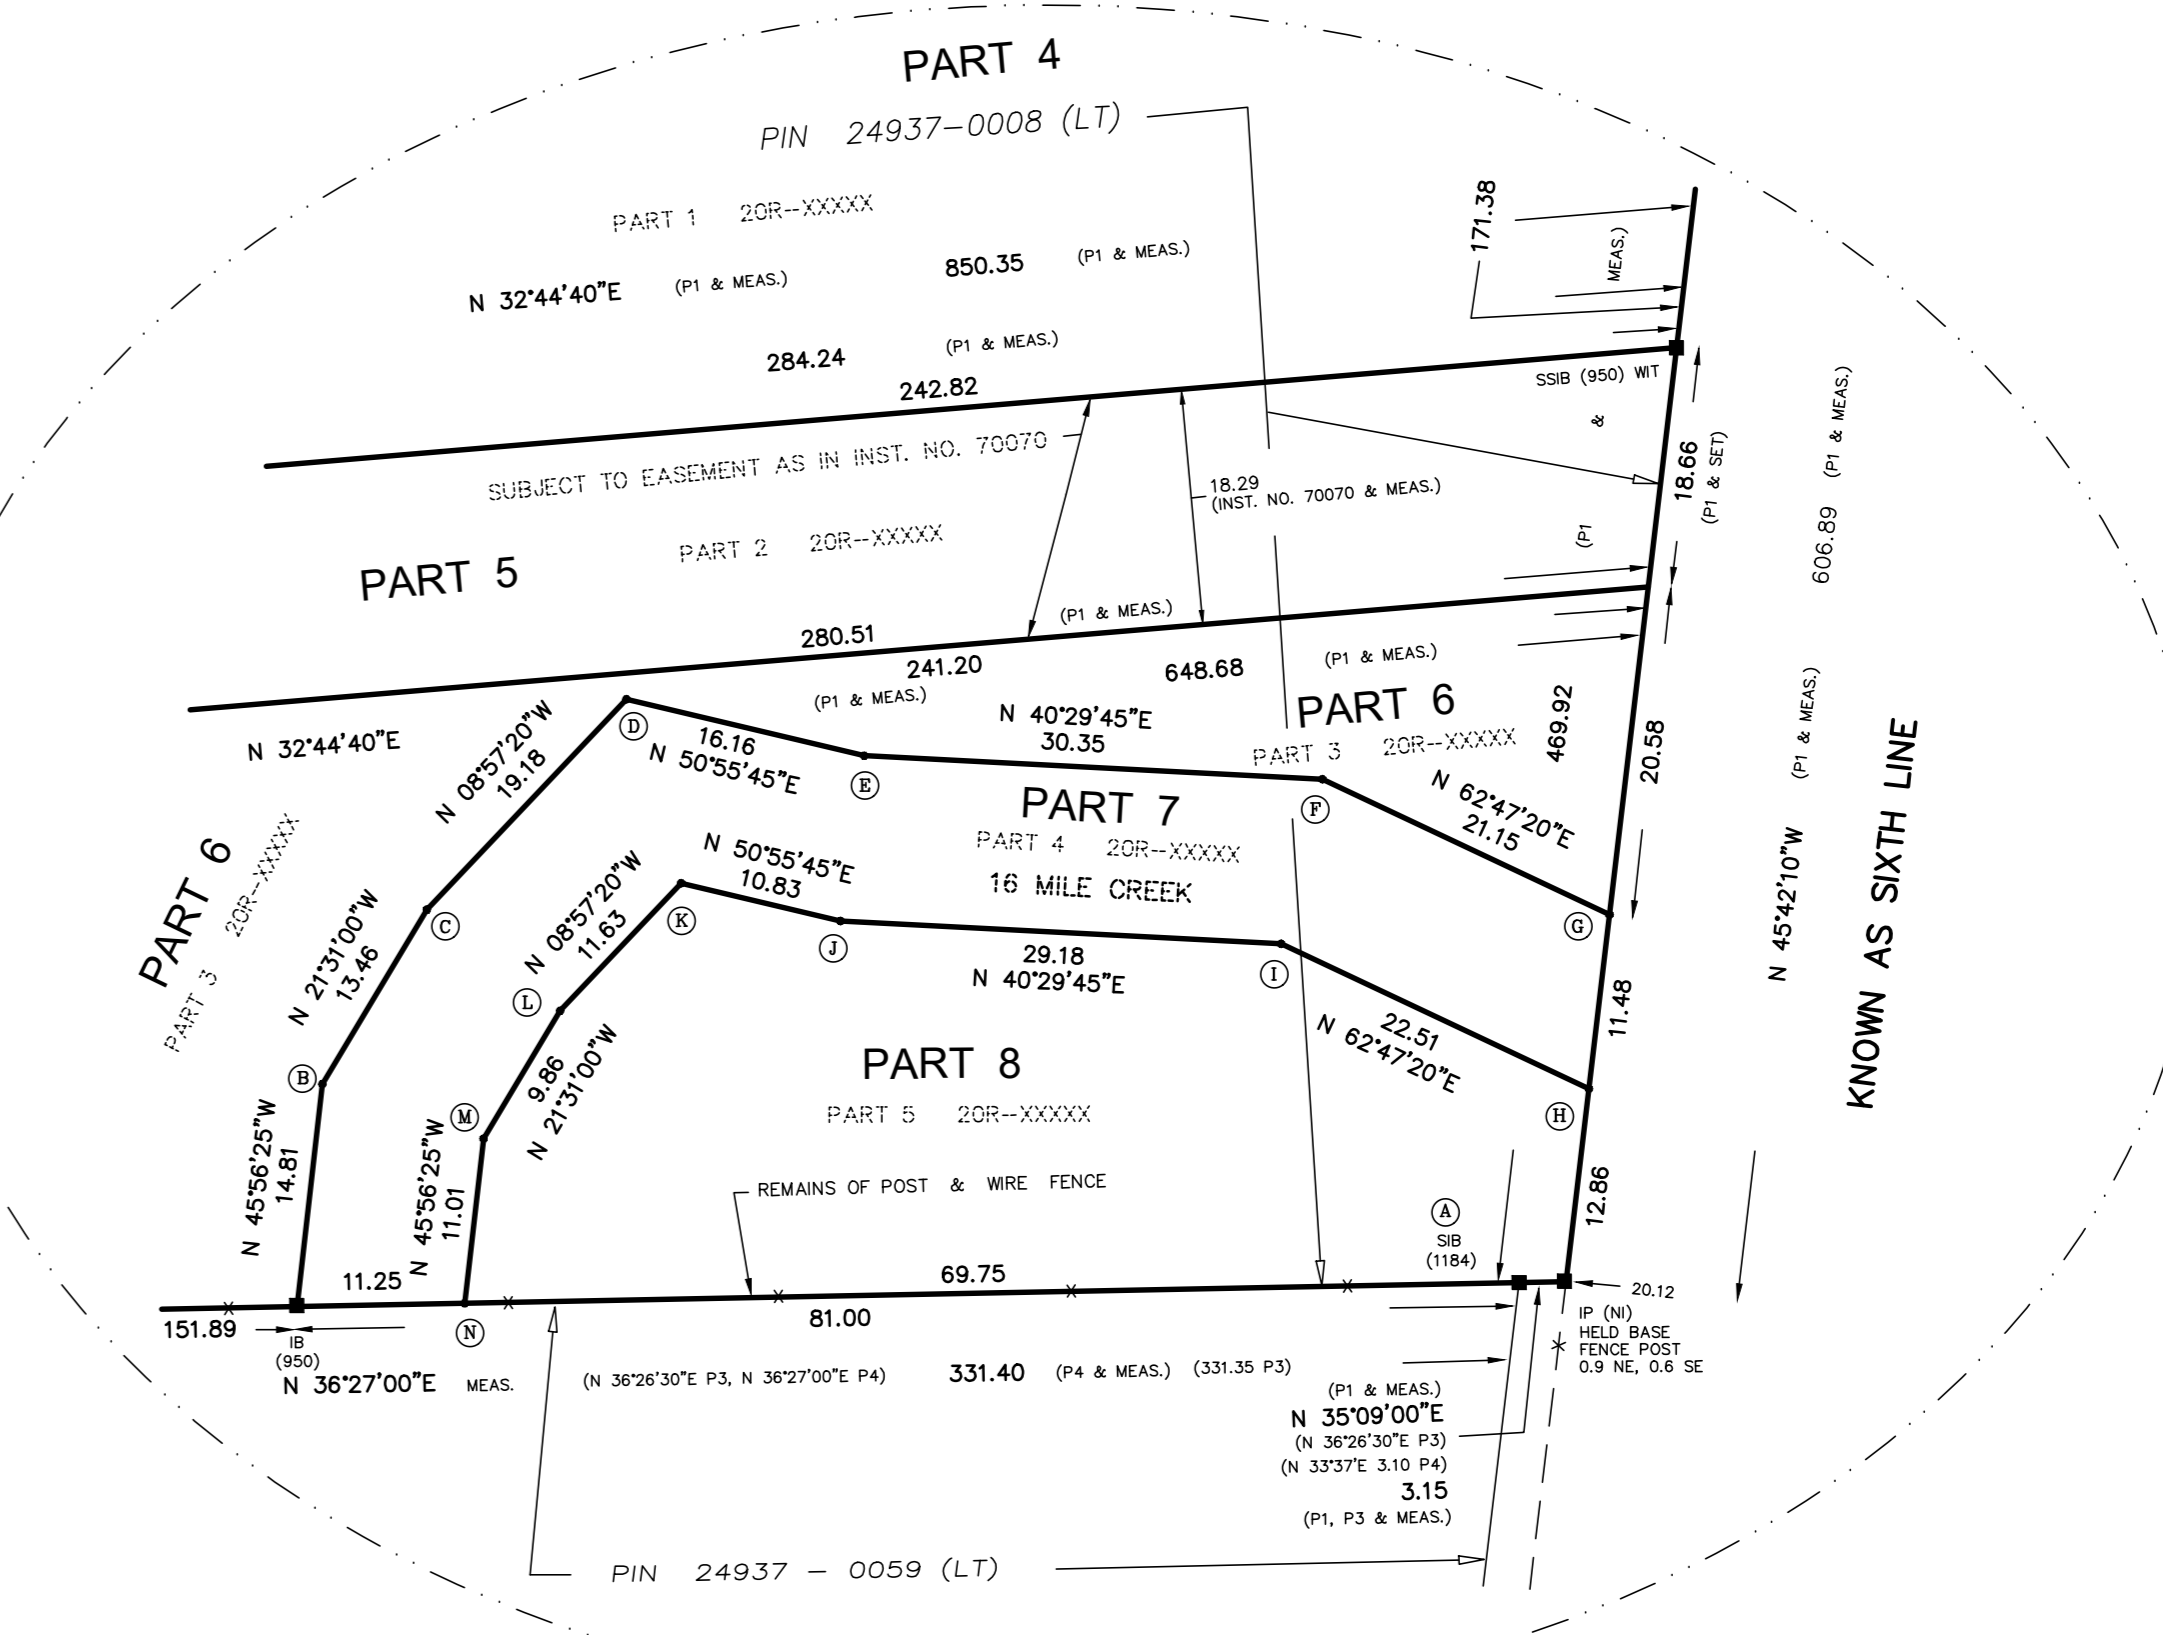 PART 4
PIN 24937-0008 (LT)
PART 1 20R--XXXXX
N 32°44'40"E (P1 & MEAS.) 850.35 (P1 & MEAS.)
284.24 (P1 & MEAS.)
242.82
171.38
MEAS.)
&
(P1
SSIB (950) WIT
18.66
(P1 & SET)
606.89 (P1 & MEAS.)
SUBJECT TO EASEMENT AS IN INST. NO. 70070
18.29
(INST. NO. 70070 & MEAS.)
PART 5
PART 2 20R--XXXXX
280.51 (P1 & MEAS.)
241.20 648.68 (P1 & MEAS.)
(P1 & MEAS.)
N 32°44'40"E
PART 6
PART 3 20R--XXXXX
469.92
20.58
N 45°42'10"W (P1 & MEAS.)
KNOWN AS SIXTH LINE
D
N 08°57'20"W
19.18
16.16
N 50°55'45"E
E
N 40°29'45"E
30.35
F
N 62°47'20"E
21.15
G
PART 7
PART 4 20R--XXXXX
16 MILE CREEK
PART 6
PART 3 20R--XXXXX
C
N 21°31'00"W
13.46
B
N 45°56'25"W
14.81
N 50°55'45"E
10.83
K
N 08°57'20"W
11.63
L
J
29.18
N 40°29'45"E
I
22.51
N 62°47'20"E
11.48
H
M
9.86
N 21°31'00"W
N 45°56'25"W
11.01
PART 8
PART 5 20R--XXXXX
REMAINS OF POST & WIRE FENCE
12.86
A
SIB
(1184)
11.25
69.75
81.00
151.89
IB
(950)
N
20.12
IP (NI)
HELD BASE
FENCE POST
0.9 NE, 0.6 SE
N 36°27'00"E MEAS. (N 36°26'30"E P3, N 36°27'00"E P4) 331.40 (P4 & MEAS.) (331.35 P3)
(P1 & MEAS.)
N 35°09'00"E
(N 36°26'30"E P3)
(N 33°37'E 3.10 P4)
3.15
(P1, P3 & MEAS.)
PIN 24937 - 0059 (LT)